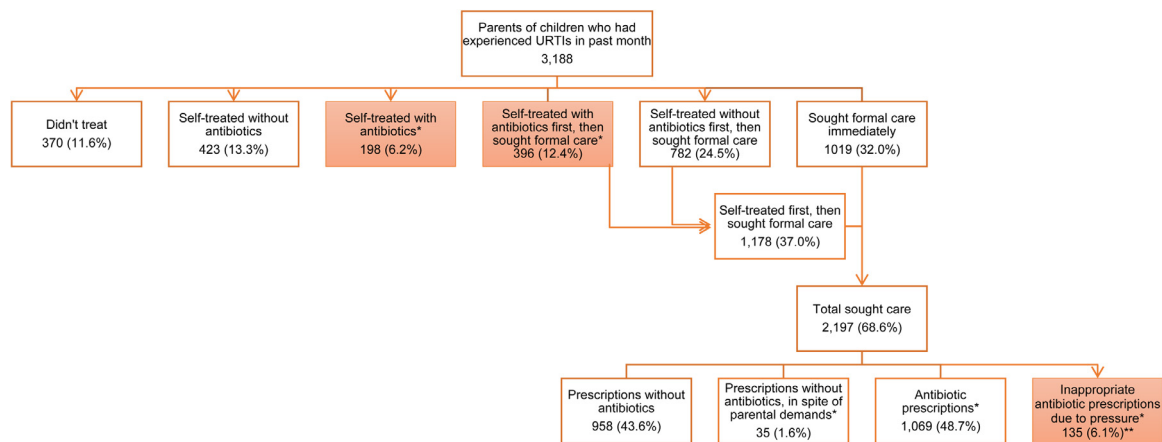 Parents of children who had
experienced URTIs in past month
3,188
Didn't treat
370 (11.6%)
Self-treated without
antibiotics
423 (13.3%)
Self-treated with
antibiotics*
198 (6.2%)
Self-treated with
antibiotics first, then
sought formal care*
396 (12.4%)
Self-treated without
antibiotics first, then
sought formal care
782 (24.5%)
Sought formal care
immediately
1019 (32.0%)
Self-treated first, then
sought formal care
1,178 (37.0%)
Total sought care
2,197 (68.6%)
Prescriptions without
antibiotics
958 (43.6%)
Prescriptions without
antibiotics, in spite of
parental demands*
35 (1.6%)
Antibiotic
prescriptions*
1,069 (48.7%)
Inappropriate
antibiotic prescriptions
due to pressure*
135 (6.1%)**